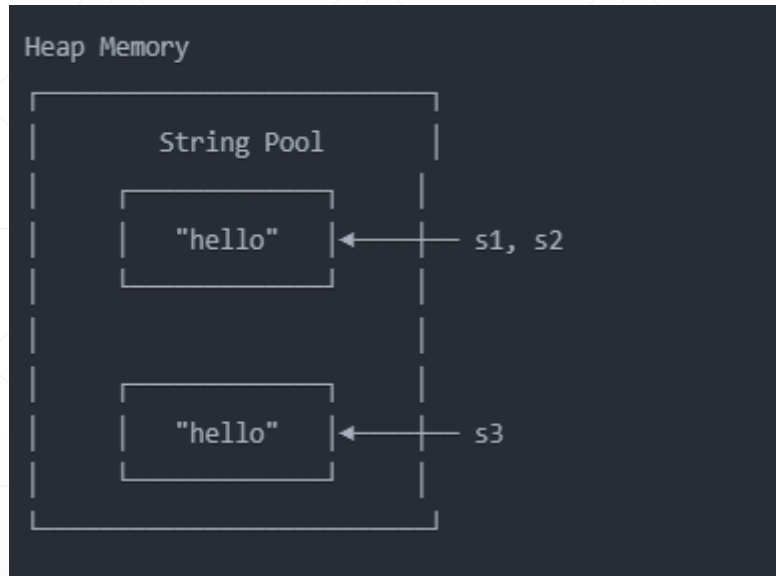 Heap Memory
String Pool
"hello"
s1, s2
"hello"
s3